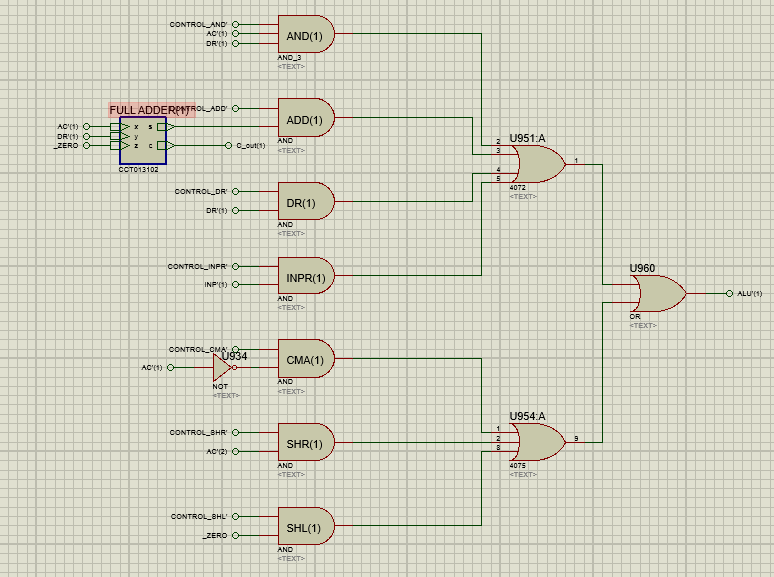 CONTROL_AND'
AC'(1)
DR'(1)
AND(1)
AND_3
<TEXT>
FULL ADDER(1)
CONTROL_ADD'
AC'(1)
DR'(1)
_ZERO
x
y
z
s
c
C_out(1)
CCT013102
ADD(1)
AND
<TEXT>
CONTROL_DR'
DR'(1)
DR(1)
AND
<TEXT>
2
3
4
5
U951:A
1
4072
<TEXT>
CONTROL_INPR'
INP'(1)
INPR(1)
AND
<TEXT>
U960
OR
<TEXT>
ALU'(1)
CONTROL_CMA'
U934
AC'(1)
NOT
<TEXT>
CMA(1)
AND
<TEXT>
CONTROL_SHR'
AC'(2)
SHR(1)
AND
<TEXT>
1
2
8
U954:A
9
4075
<TEXT>
CONTROL_SHL'
_ZERO
SHL(1)
AND
<TEXT>